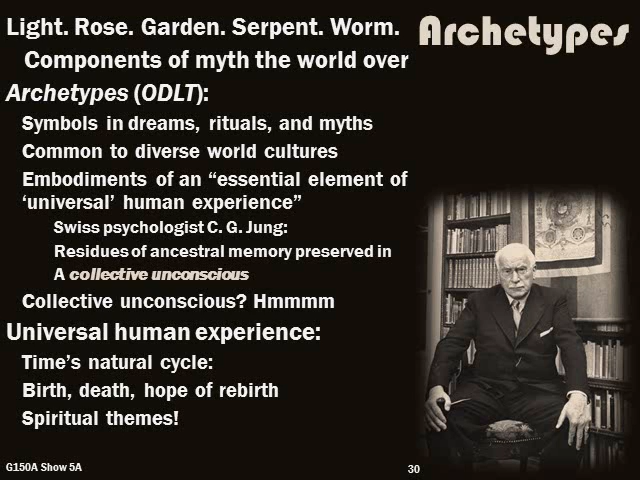 Archetypes
Light. Rose. Garden. Serpent. Worm.
Components of myth the world over
Archetypes (ODLT):
Symbols in dreams, rituals, and myths
Common to diverse world cultures
Embodiments of an “essential element of
‘universal’ human experience”
Swiss psychologist C. G. Jung:
Residues of ancestral memory preserved in
A collective unconscious
Collective unconscious? Hmmmm
Universal human experience:
Time’s natural cycle:
Birth, death, hope of rebirth
Spiritual themes!
G150A Show 5A
30